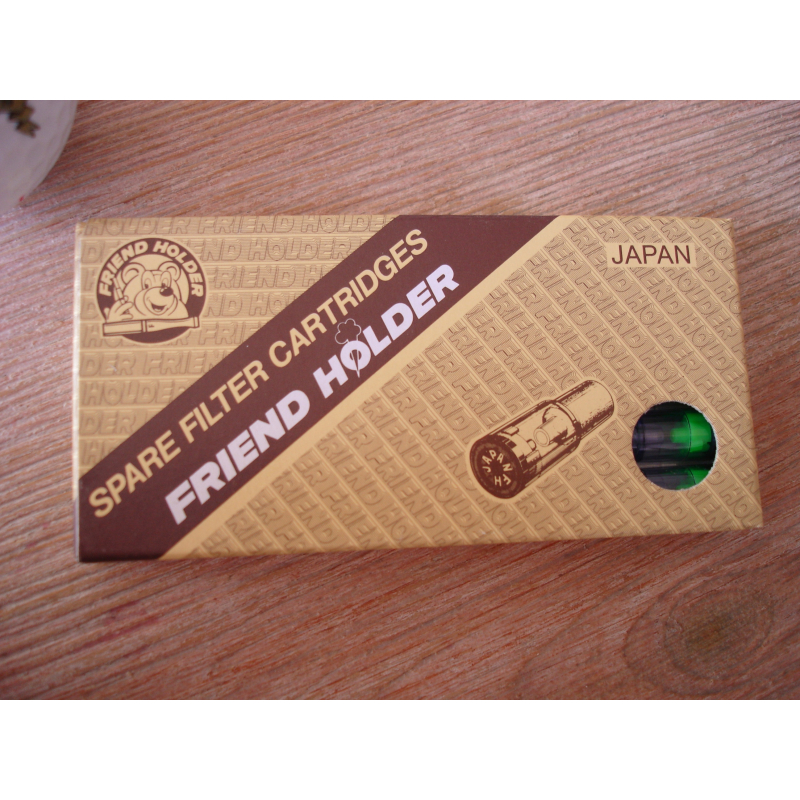 FRIEND HOLDER
JAPAN
SPARE FILTER CARTRIDGES
FRIEND HOLDER
JAPAN FH